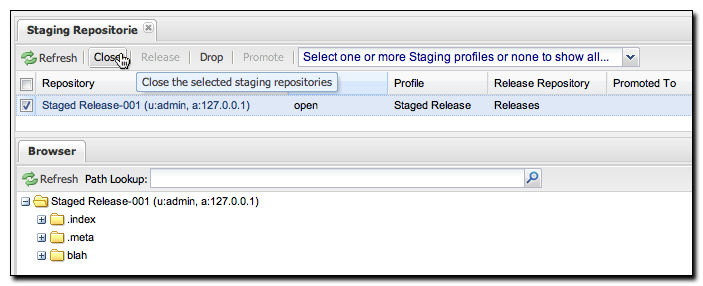 Staging Repositorie
Refresh Close Release Drop Promote Select one or more Staging profiles or none to show all...
Repository Profile Release Repository Promoted To
Close the selected staging repositories
Staged Release-001 (u:admin, a:127.0.0.1) open Staged Release Releases
Browser
Refresh Path Lookup:
Staged Release-001 (u:admin, a:127.0.0.1)
.index
.meta
blah